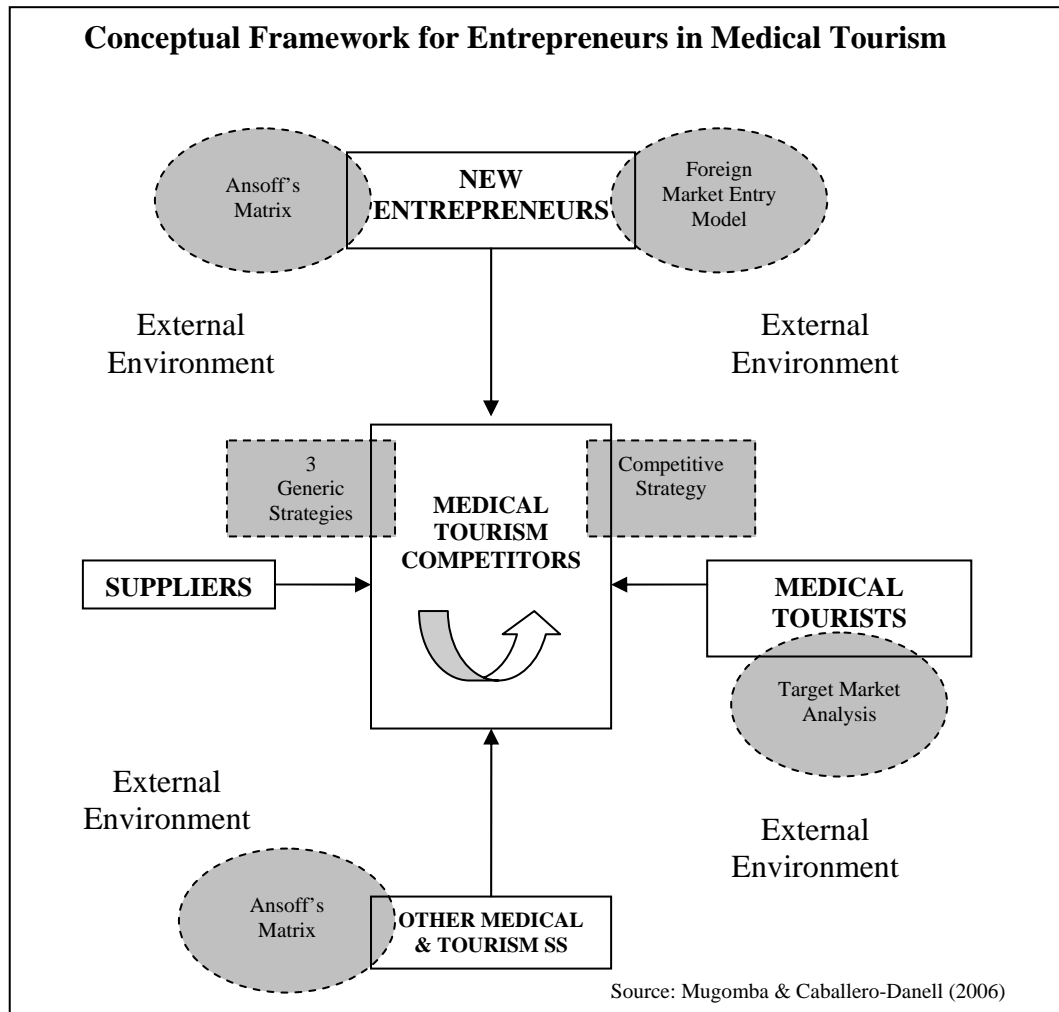 Conceptual Framework for Entrepreneurs in Medical Tourism
Ansoff's
Matrix
NEW
ENTREPRENEURS
Foreign
Market Entry
Model
External
Environment
External
Environment
3
Generic
Strategies
MEDICAL
TOURISM
COMPETITORS
Competitive
Strategy
SUPPLIERS
MEDICAL
TOURISTS
Target Market
Analysis
External
Environment
External
Environment
Ansoff's
Matrix
OTHER MEDICAL
& TOURISM SS
Source: Mugomba & Caballero-Danell (2006)